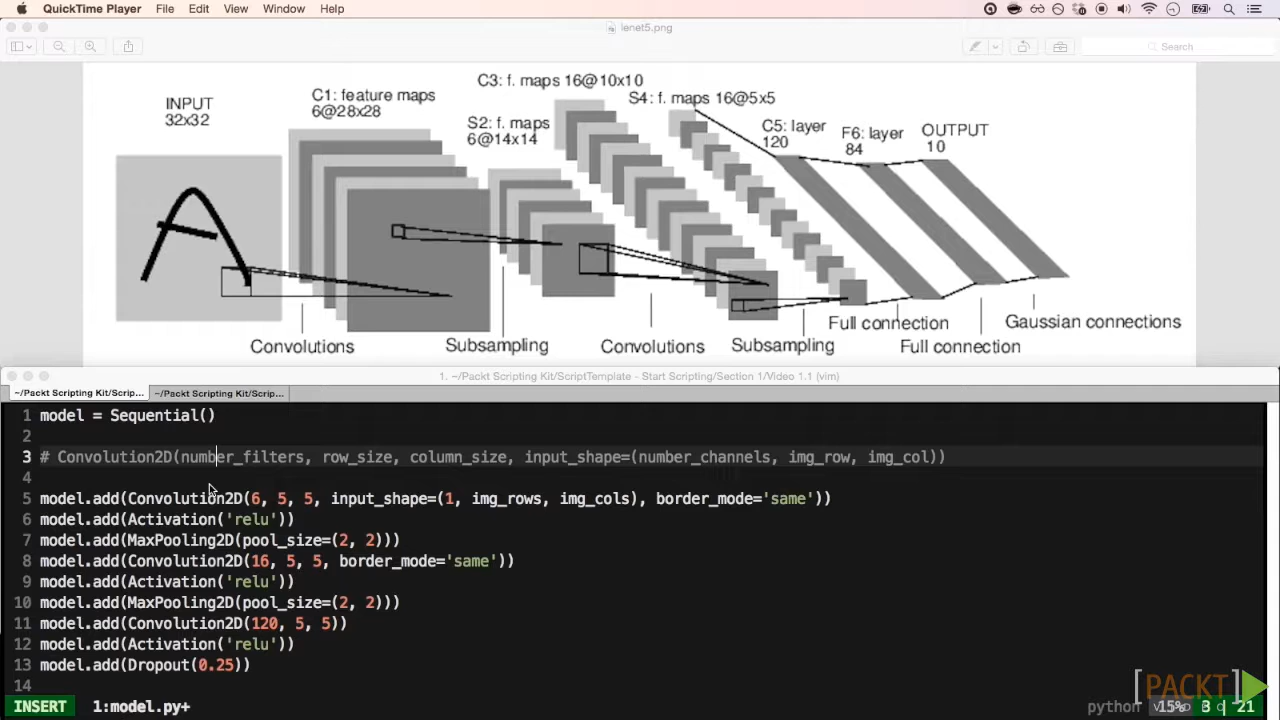 QuickTime Player File Edit View Window Help
lenet5.png
Search
C3: f. maps 16@10x10
INPUT
32x32
C1: feature maps
6@28x28
S4: f. maps 16@5x5
S2: f. maps
6@14x14
C5: layer
120
F6: layer
84
OUTPUT
10
A
Convolutions
Subsampling
Convolutions
Subsampling
Full connection
Full connection
Gaussian connections
1. ~/Packt Scripting Kit/ScriptTemplate - Start Scripting/Section 1/Video 1.1 (vim)
~/Packt Scripting Kit/Scrip... ~/Packt Scripting Kit/Scrip...
1 model = Sequential()
2
3 # Convolution2D(number_filters, row_size, column_size, input_shape=(number_channels, img_row, img_col))
4
5 model.add(Convolution2D(6, 5, 5, input_shape=(1, img_rows, img_cols), border_mode='same'))
6 model.add(Activation('relu'))
7 model.add(MaxPooling2D(pool_size=(2, 2)))
8 model.add(Convolution2D(16, 5, 5, border_mode='same'))
9 model.add(Activation('relu'))
10 model.add(MaxPooling2D(pool_size=(2, 2)))
11 model.add(Convolution2D(120, 5, 5))
12 model.add(Activation('relu'))
13 model.add(Dropout(0.25))
14
[PACKT]
INSERT 1:model.py+ python 15% 3 | 21